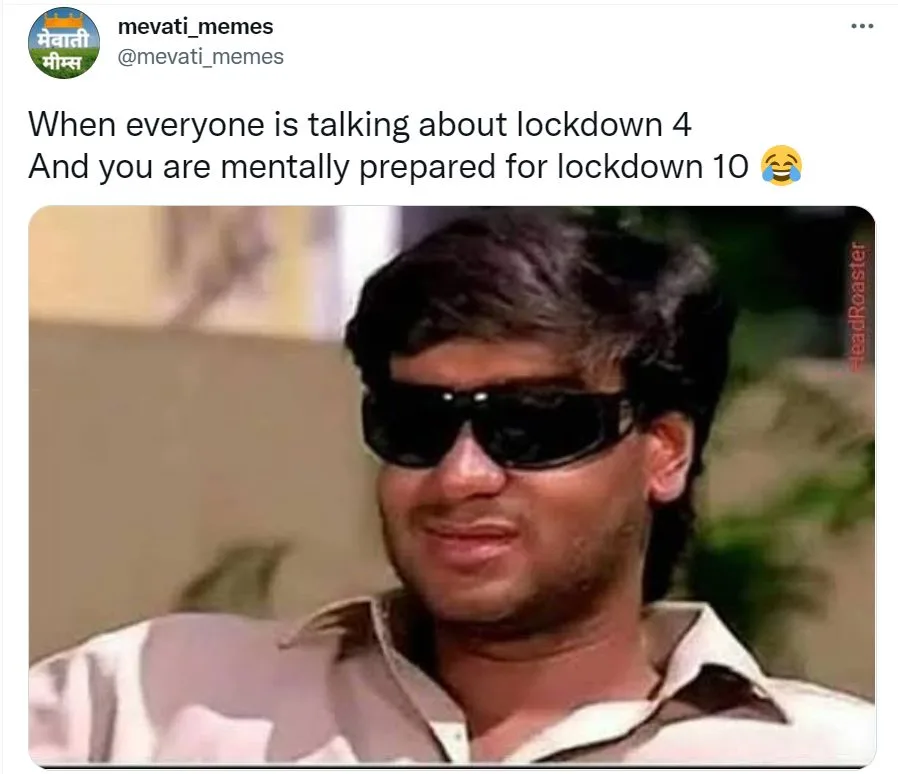 मेवाती
मीम्स
mevati_memes
@mevati_memes
When everyone is talking about lockdown 4
And you are mentally prepared for lockdown 10 😂
HeadRoaster